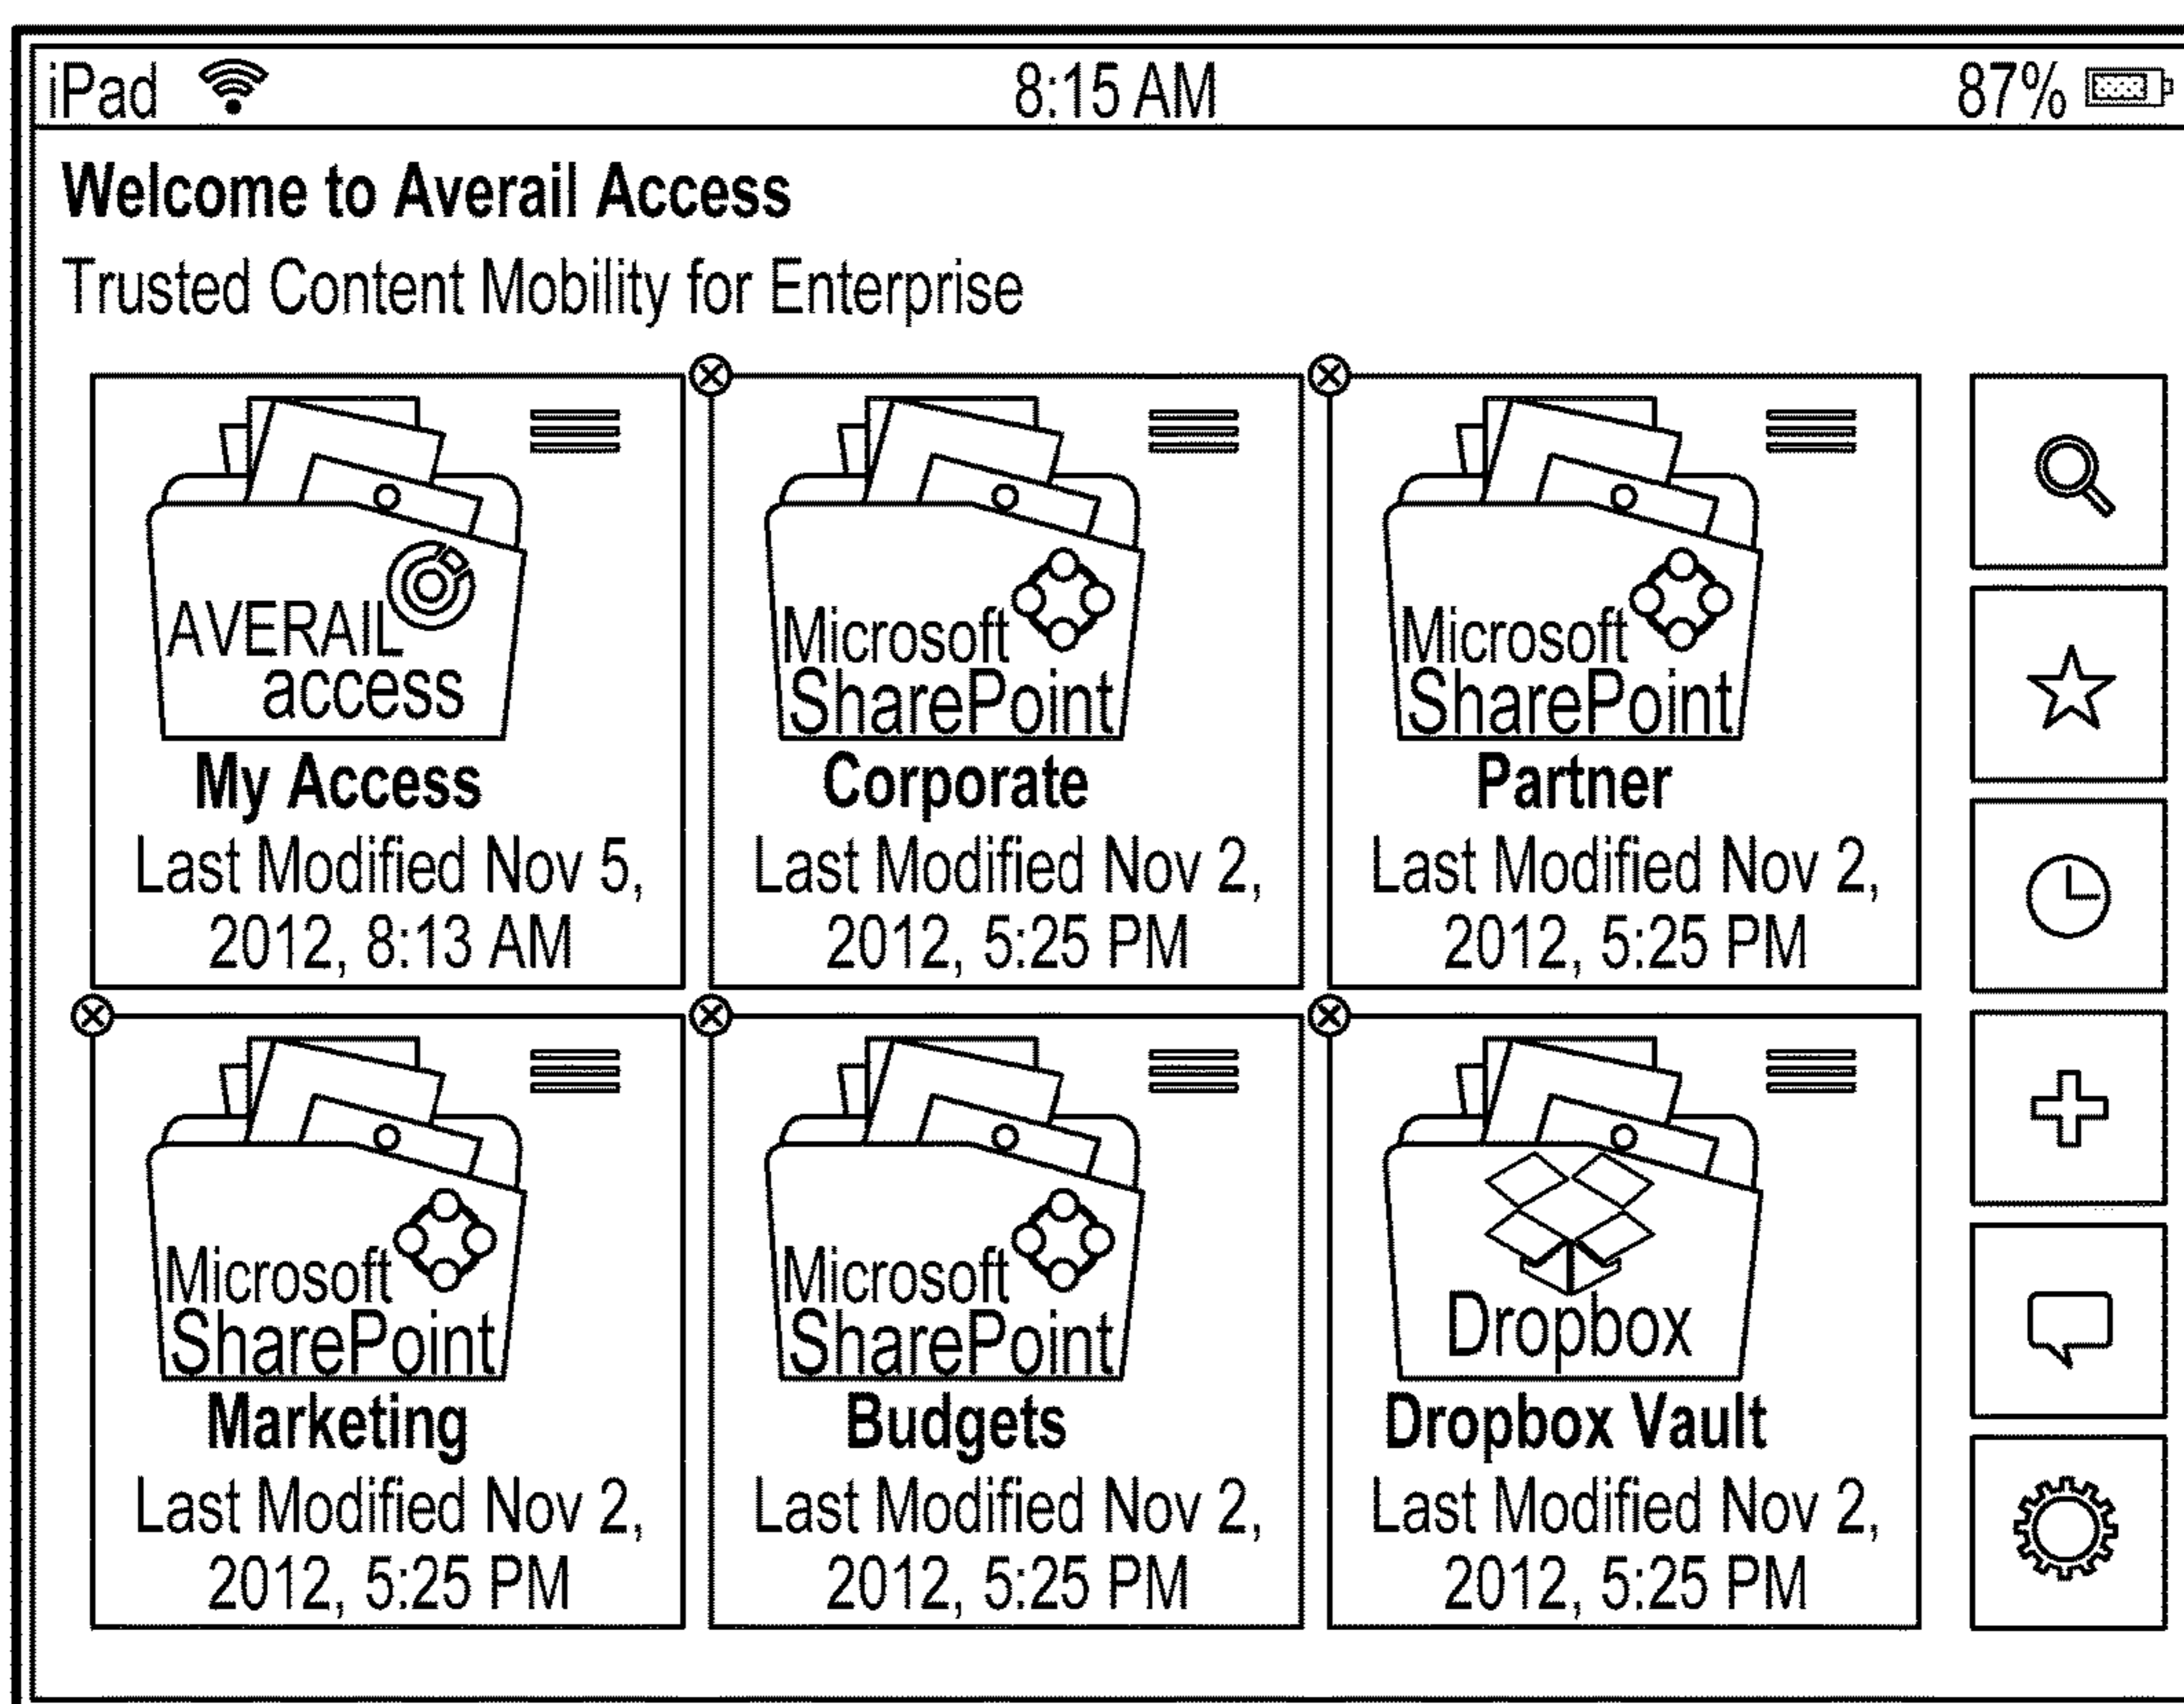 iPad 8:15 AM 87%
Welcome to Averail Access
Trusted Content Mobility for Enterprise
AVERAIL
access
My Access
Last Modified Nov 5,
2012, 8:13 AM
Microsoft
SharePoint
Corporate
Last Modified Nov 2,
2012, 5:25 PM
Microsoft
SharePoint
Partner
Last Modified Nov 2,
2012, 5:25 PM
Microsoft
SharePoint
Marketing
Last Modified Nov 2,
2012, 5:25 PM
Microsoft
SharePoint
Budgets
Last Modified Nov 2,
2012, 5:25 PM
Dropbox
Dropbox Vault
Last Modified Nov 2,
2012, 5:25 PM